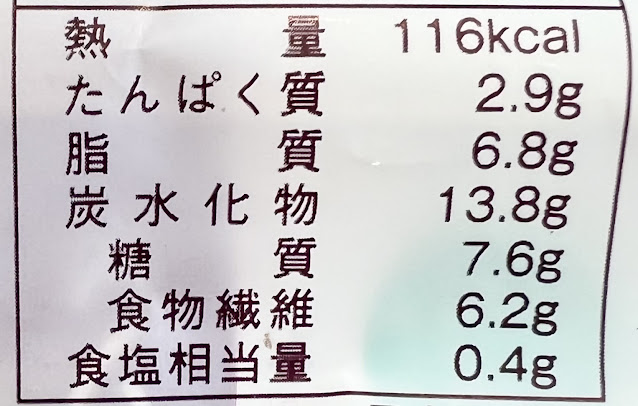 熱量 116kcal
たんぱく質 2.9g
脂質 6.8g
炭水化物 13.8g
糖質 7.6g
食物繊維 6.2g
食塩相当量 0.4g